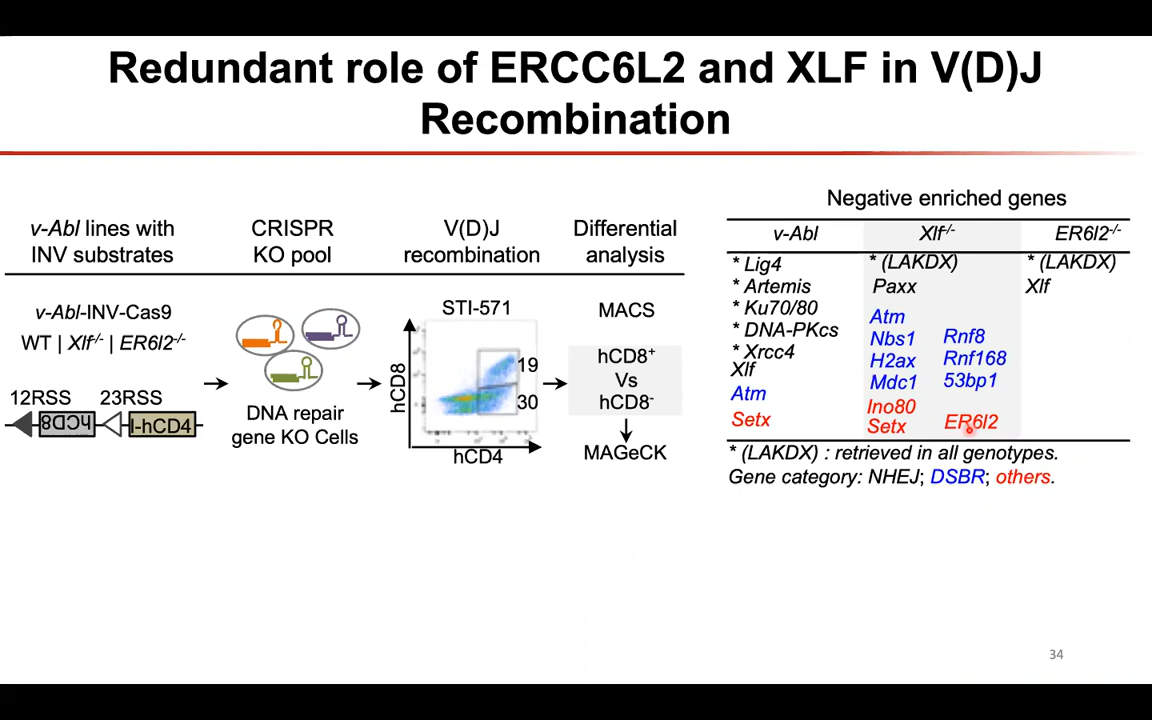 Redundant role of ERCC6L2 and XLF in V(D)J
Recombination
v-Abl lines with
INV substrates
CRISPR
KO pool
V(D)J
recombination
Differential
analysis
v-Abl-INV-Cas9
WT | Xlf-/- | ER6l2-/-
12RSS
23RSS
hCD8
I-hCD4
DNA repair
gene KO Cells
STI-571
19
30
hCD8
hCD4
MACS
hCD8+
Vs
hCD8-
MAGeCK
Negative enriched genes
v-Abl
Xlf-/-
ER6l2-/-
* Lig4
* Artemis
* Ku70/80
* DNA-PKcs
* Xrcc4
Xlf
Atm
Setx
* (LAKDX)
Paxx
Atm
Nbs1
H2ax
Mdc1
Rnf8
Rnf168
53bp1
Ino80
Setx
ER6l2
* (LAKDX)
Xlf
* (LAKDX) : retrieved in all genotypes.
Gene category: NHEJ; DSBR; others.
34